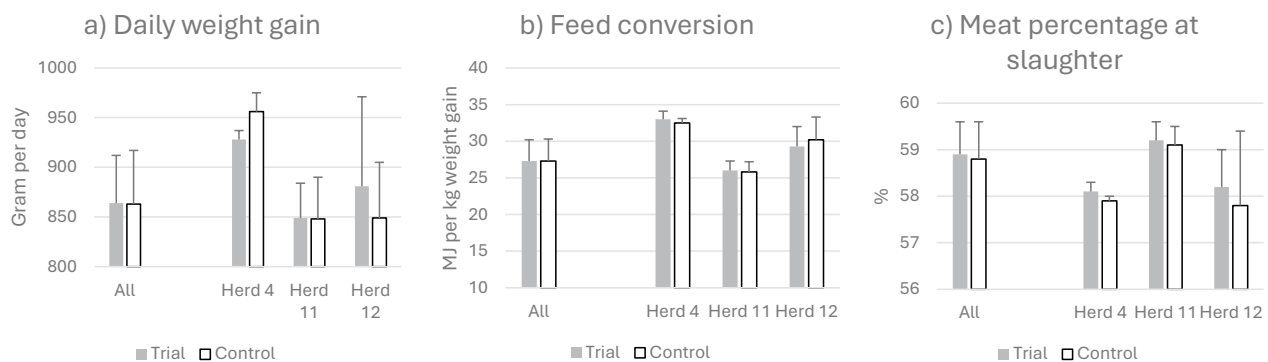 a) Daily weight gain
Gram per day
1000
950
900
850
800
All
Herd 4
Herd
11
Herd
12
Trial
Control
b) Feed conversion
MJ per kg weight gain
40
35
30
25
20
15
10
All
Herd 4
Herd 11
Herd 12
Trial
Control
c) Meat percentage at
slaughter
%
60
59
58
57
56
All
Herd 4
Herd 11
Herd 12
Trial
Control